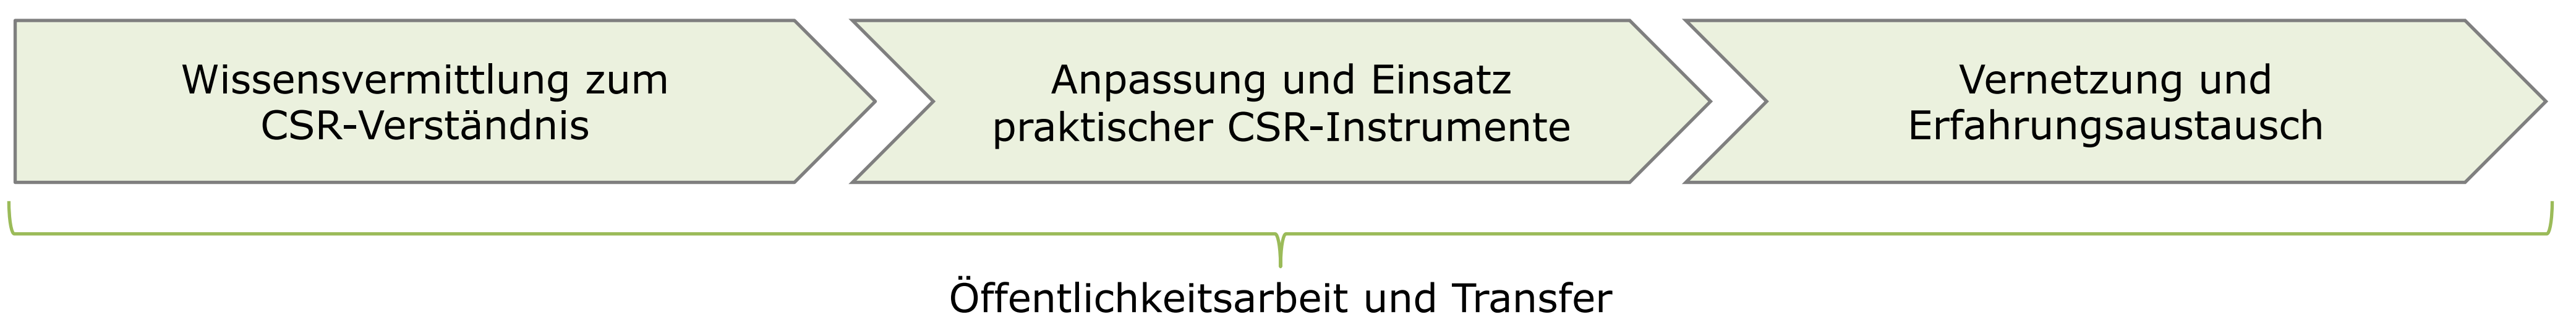 Wissensvermittlung zum
CSR-Verständnis
Anpassung und Einsatz
praktischer CSR-Instrumente
Vernetzung und
Erfahrungsaustausch
Öffentlichkeitsarbeit und Transfer